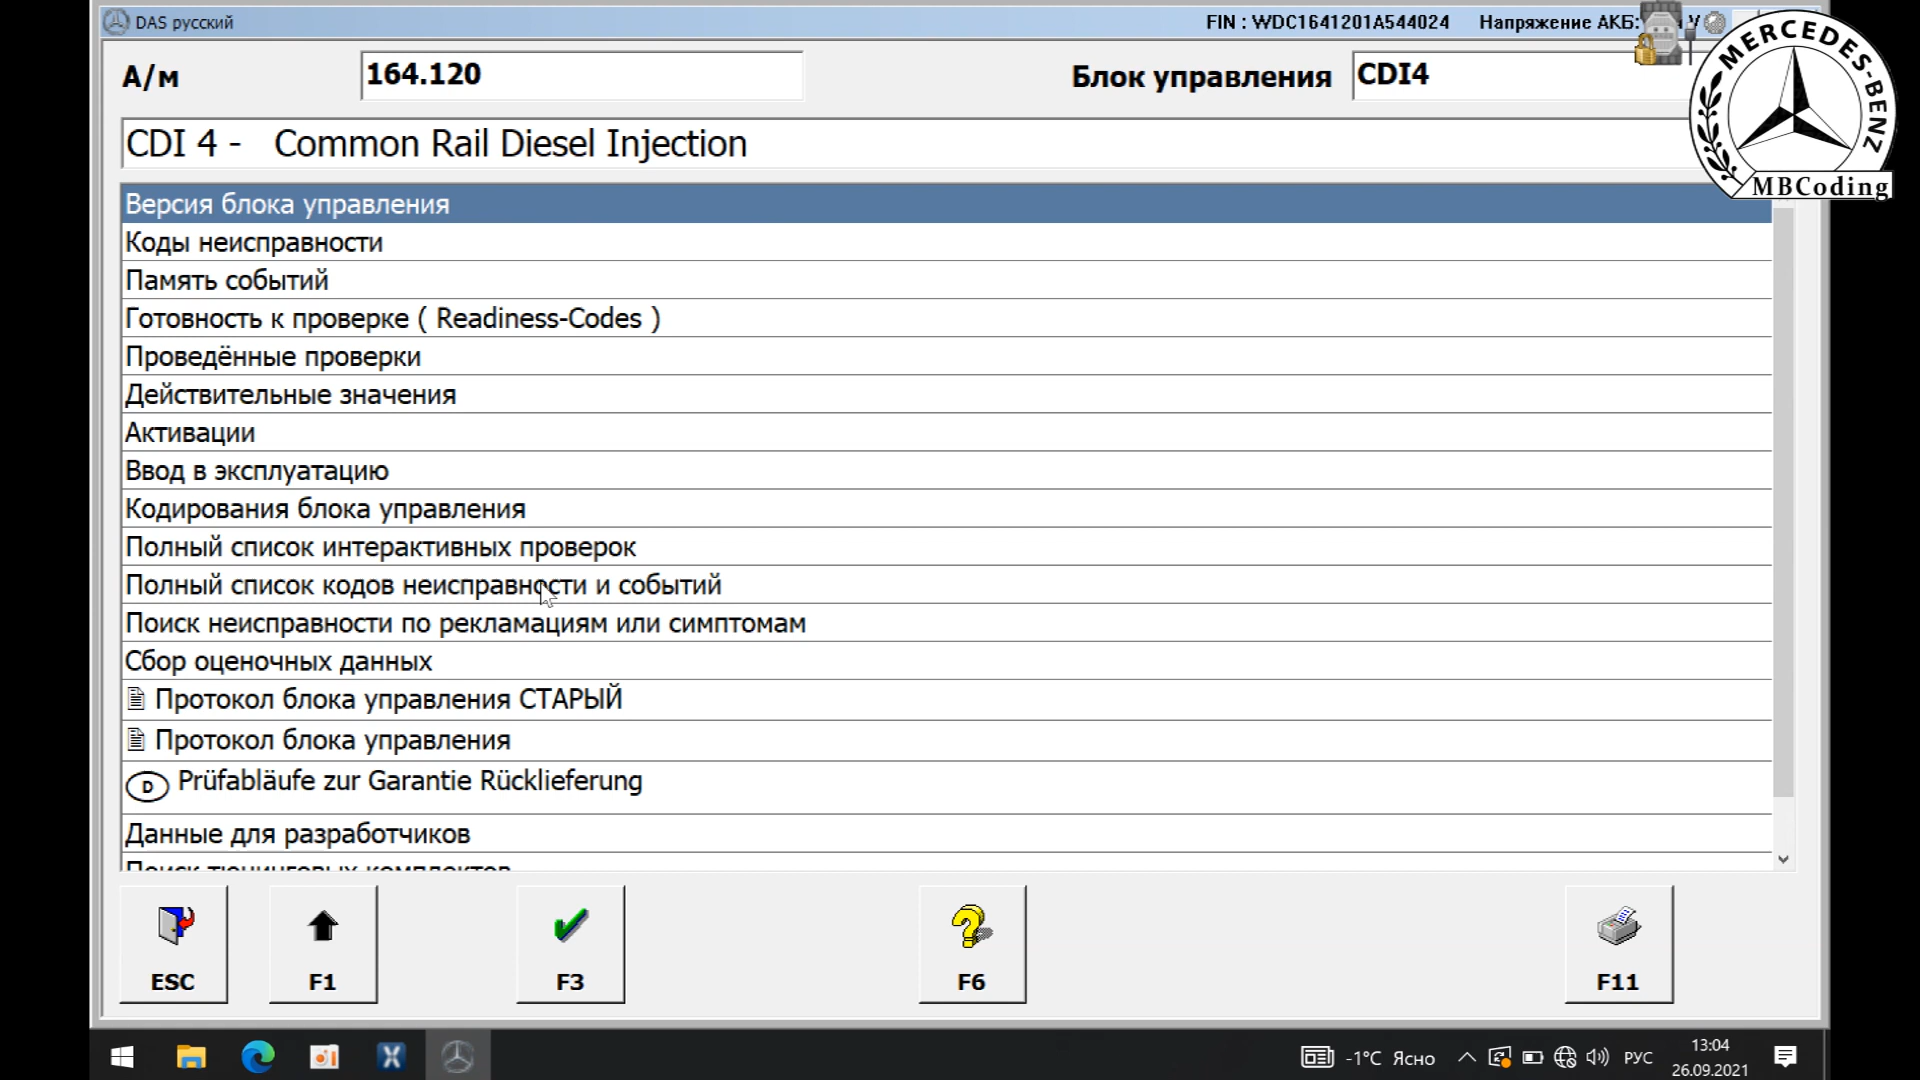 DAS русский
FIN : WDC1641201A544024 Напряжение АКБ: V
А/м 164.120 Блок управления CDI4
CDI 4 - Common Rail Diesel Injection
Версия блока управления
Коды неисправности
Память событий
Готовность к проверке ( Readiness-Codes )
Проведённые проверки
Действительные значения
Активации
Ввод в эксплуатацию
Кодирования блока управления
Полный список интерактивных проверок
Полный список кодов неисправности и событий
Поиск неисправности по рекламациям или симптомам
Сбор оценочных данных
Протокол блока управления СТАРЫЙ
Протокол блока управления
D Prüfabläufe zur Garantie Rücklieferung
Данные для разработчиков
Поиск тюнинговых комплектов
ESC F1 F3 F6 F11
MERCEDES-BENZ
MBCoding
-1°C Ясно РУС 13:04
26.09.2021